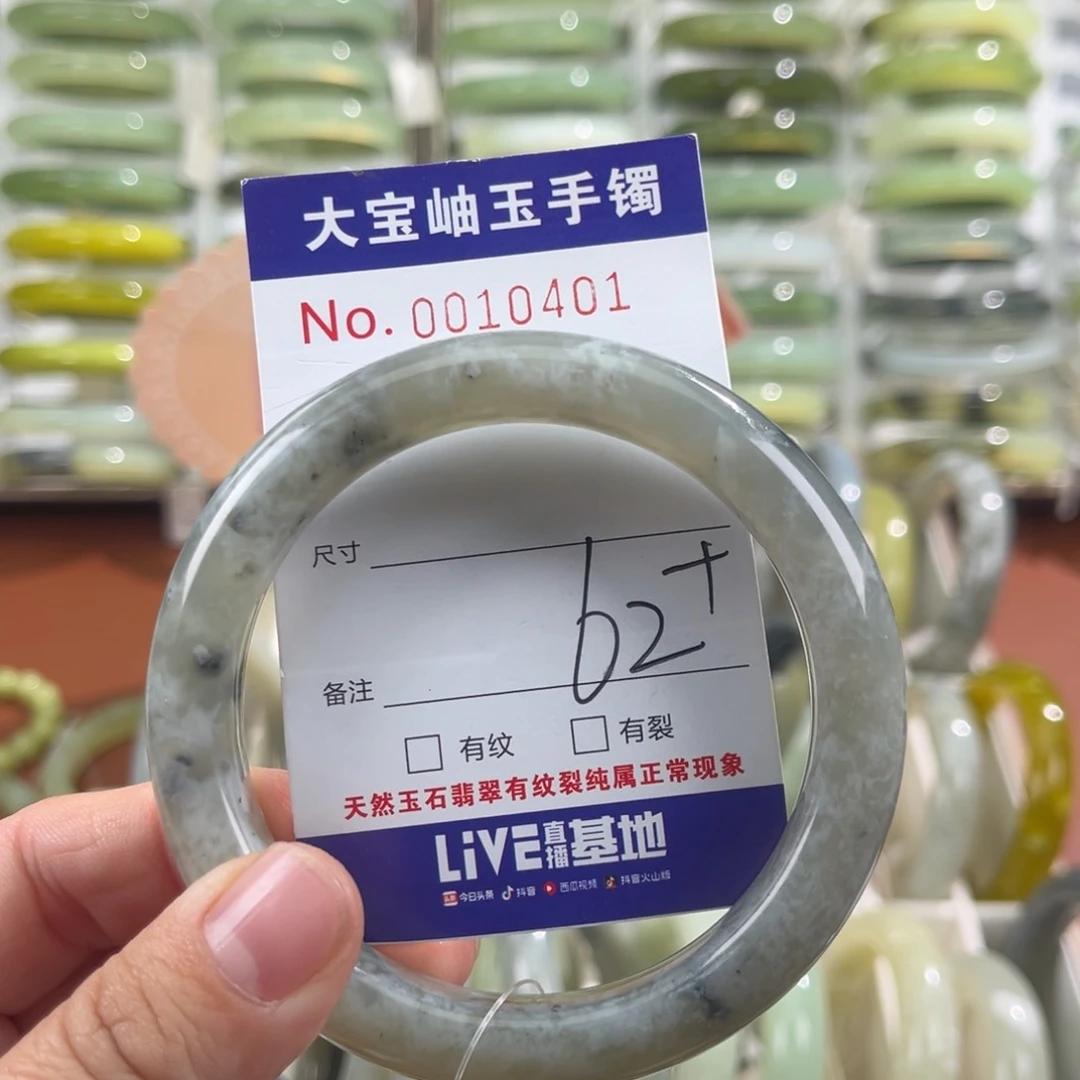 大宝岫玉手镯
No. 0010401
尺寸
62+
备注
有纹 有裂
天然玉石翡翠有纹裂纯属正常现象
LiVE直播基地
头条 今日头条 抖音 西瓜视频 抖音火山版